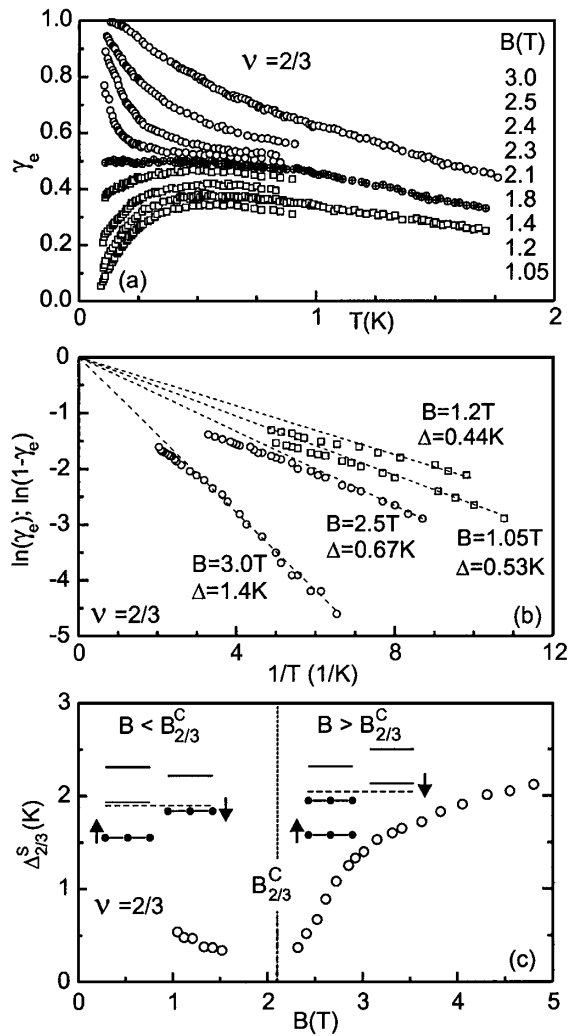 1.0
0.8
0.6
0.4
0.2
0.0
γe
ν =2/3
B(T)
3.0
2.5
2.4
2.3
2.1
1.8
1.4
1.2
1.05
(a)
1
2
T(K)
0
-1
-2
-3
-4
-5
ln(γe); ln(1-γe)
B=1.2T
Δ=0.44K
B=2.5T
Δ=0.67K
B=1.05T
Δ=0.53K
B=3.0T
Δ=1.4K
ν =2/3
(b)
0
4
8
12
1/T (1/K)
3
2
1
0
Δ^S_2/3(K)
B < B^C_2/3
B > B^C_2/3
B^C_2/3
ν =2/3
(c)
0
1
2
3
4
5
B(T)